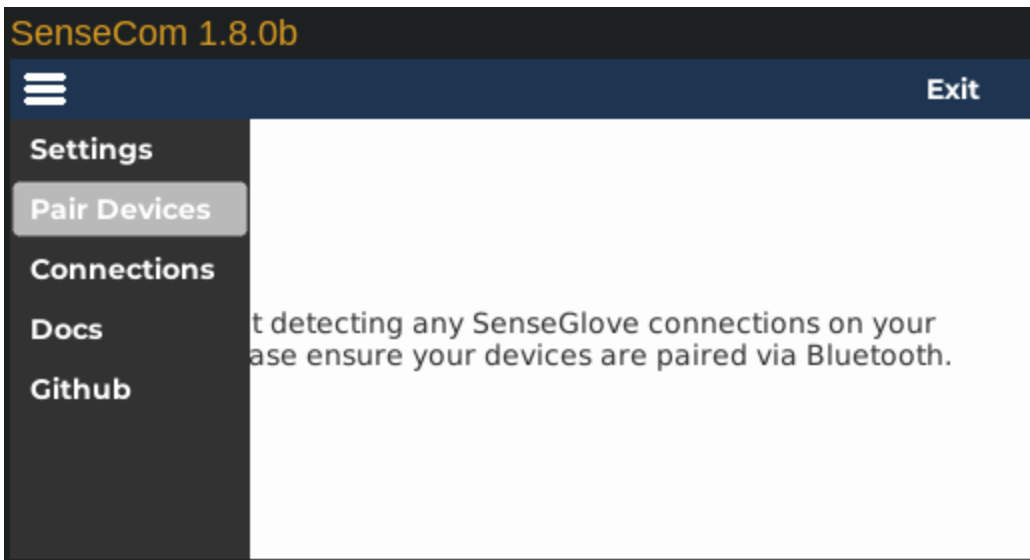 SenseCom 1.8.0b
Exit
Settings
Pair Devices
Connections
Docs
Github
t detecting any SenseGlove connections on your
ase ensure your devices are paired via Bluetooth.